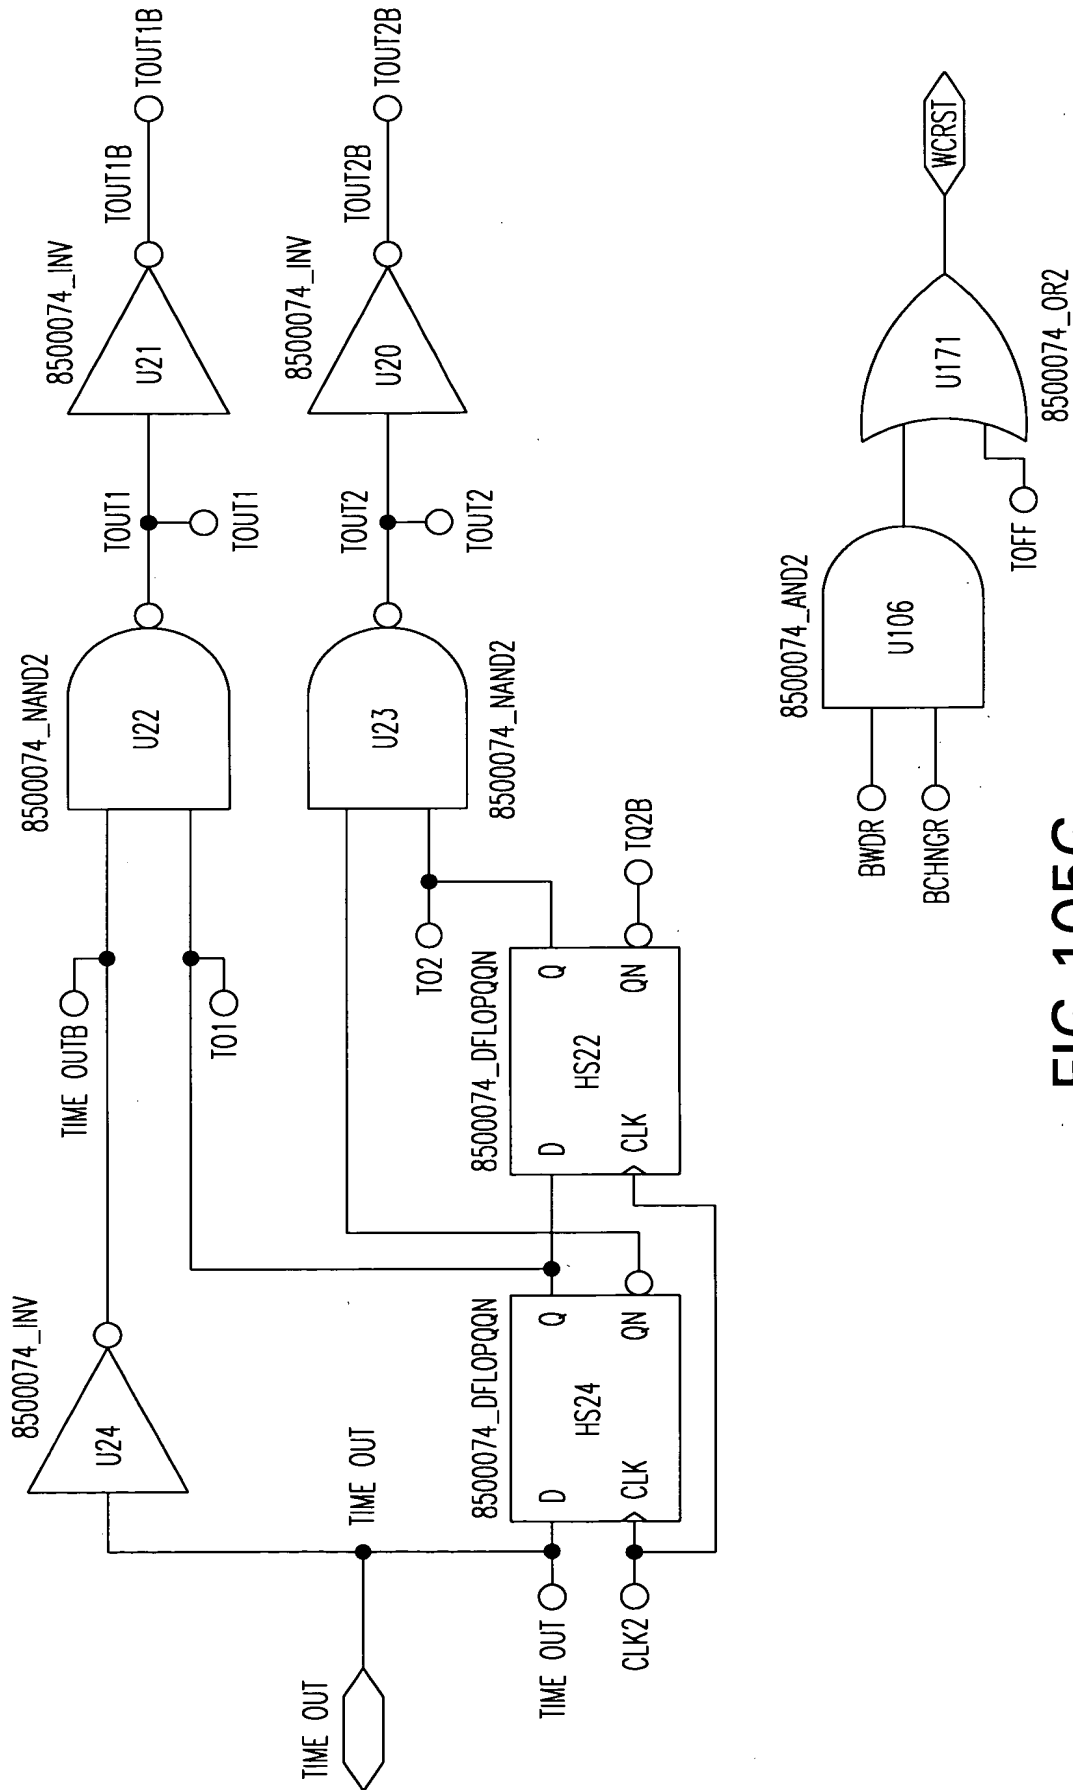 8500074_INV
8500074_NAND2
8500074_INV
U24
U22
U21
TOUT1
TOUT1B
TOUT1B
TIME OUTB
TO1
TOUT1
8500074_INV
TIME OUT
TIME OUT
U23
U20
TOUT2
TOUT2B
TOUT2B
TO2
8500074_NAND2
TOUT2
8500074_DFLOPQQN
8500074_DFLOPQQN
TIME OUT
D
Q
HS24
CLK
QN
D
Q
HS22
CLK
QN
CLK2
TQ2B
8500074_AND2
BWDR
U106
BCHNGR
U171
WCRST
TOFF
8500074_OR2
FIG. 105C